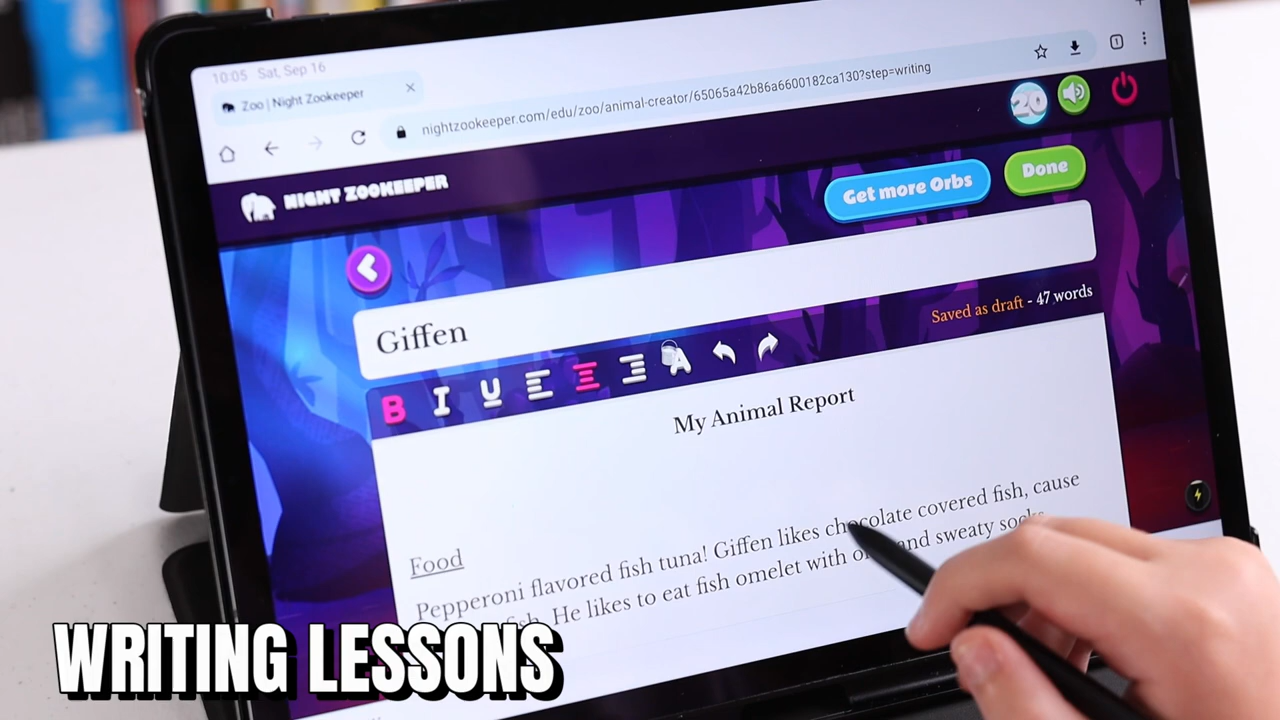 10:05 Sat, Sep 16
Zoo | Night Zookeeper
nightzookeeper.com/edu/zoo/animal-creator/65065a42b86a6600182ca130?step=writing
1
20
NIGHT ZOOKEEPER
Get more Orbs
Done
Giffen
Saved as draft - 47 words
B I U A
My Animal Report
Food
Pepperoni flavored fish tuna! Giffen likes chocolate covered fish, cause
fish. He likes to eat fish omelet with and sweaty socks
WRITING LESSONS